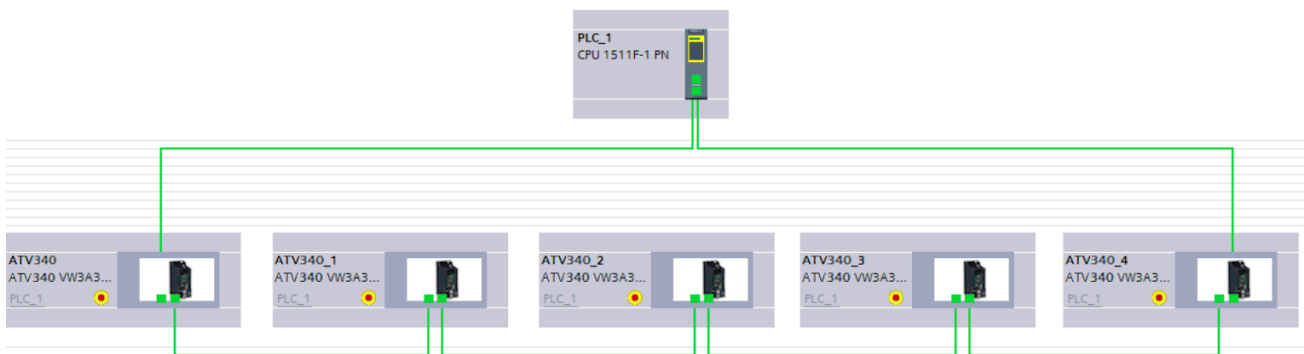 PLC_1
CPU 1511F-1 PN
ATV340
ATV340 VW3A3...
PLC_1
ATV340_1
ATV340 VW3A3...
PLC_1
ATV340_2
ATV340 VW3A3...
PLC_1
ATV340_3
ATV340 VW3A3...
PLC_1
ATV340_4
ATV340 VW3A3...
PLC_1